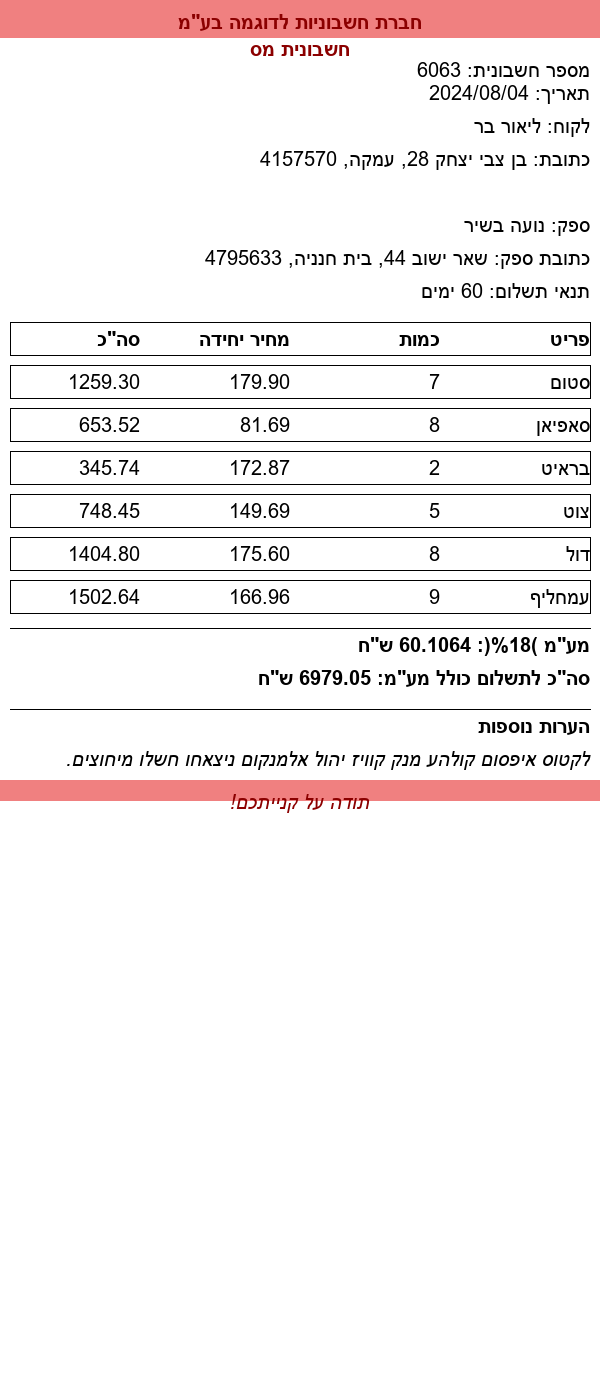 חברת חשבוניות לדוגמה בע"מ
חשבונית מס
מספר חשבונית: 6063
תאריך: 2024/08/04
לקוח: ליאור בר
כתובת: בן צבי יצחק 28, עמקה, 4157570
ספק: נועה בשיר
כתובת ספק: שאר ישוב 44, בית חנניה, 4795633
תנאי תשלום: 60 ימים
פריט כמות מחיר יחידה סה"כ
סטום 7 179.90 1259.30
סאפיאן 8 81.69 653.52
בראיט 2 172.87 345.74
צוט 5 149.69 748.45
דול 8 175.60 1404.80
עמחליף 9 166.96 1502.64
מע"מ )18%(: 60.1064 ש"ח
סה"כ לתשלום כולל מע"מ: 6979.05 ש"ח
הערות נוספות
לקטוס איפסום קולהע מנק קוויז יהול אלמנקום ניצאחו חשלו מיחוצים.
תודה על קנייתכם!